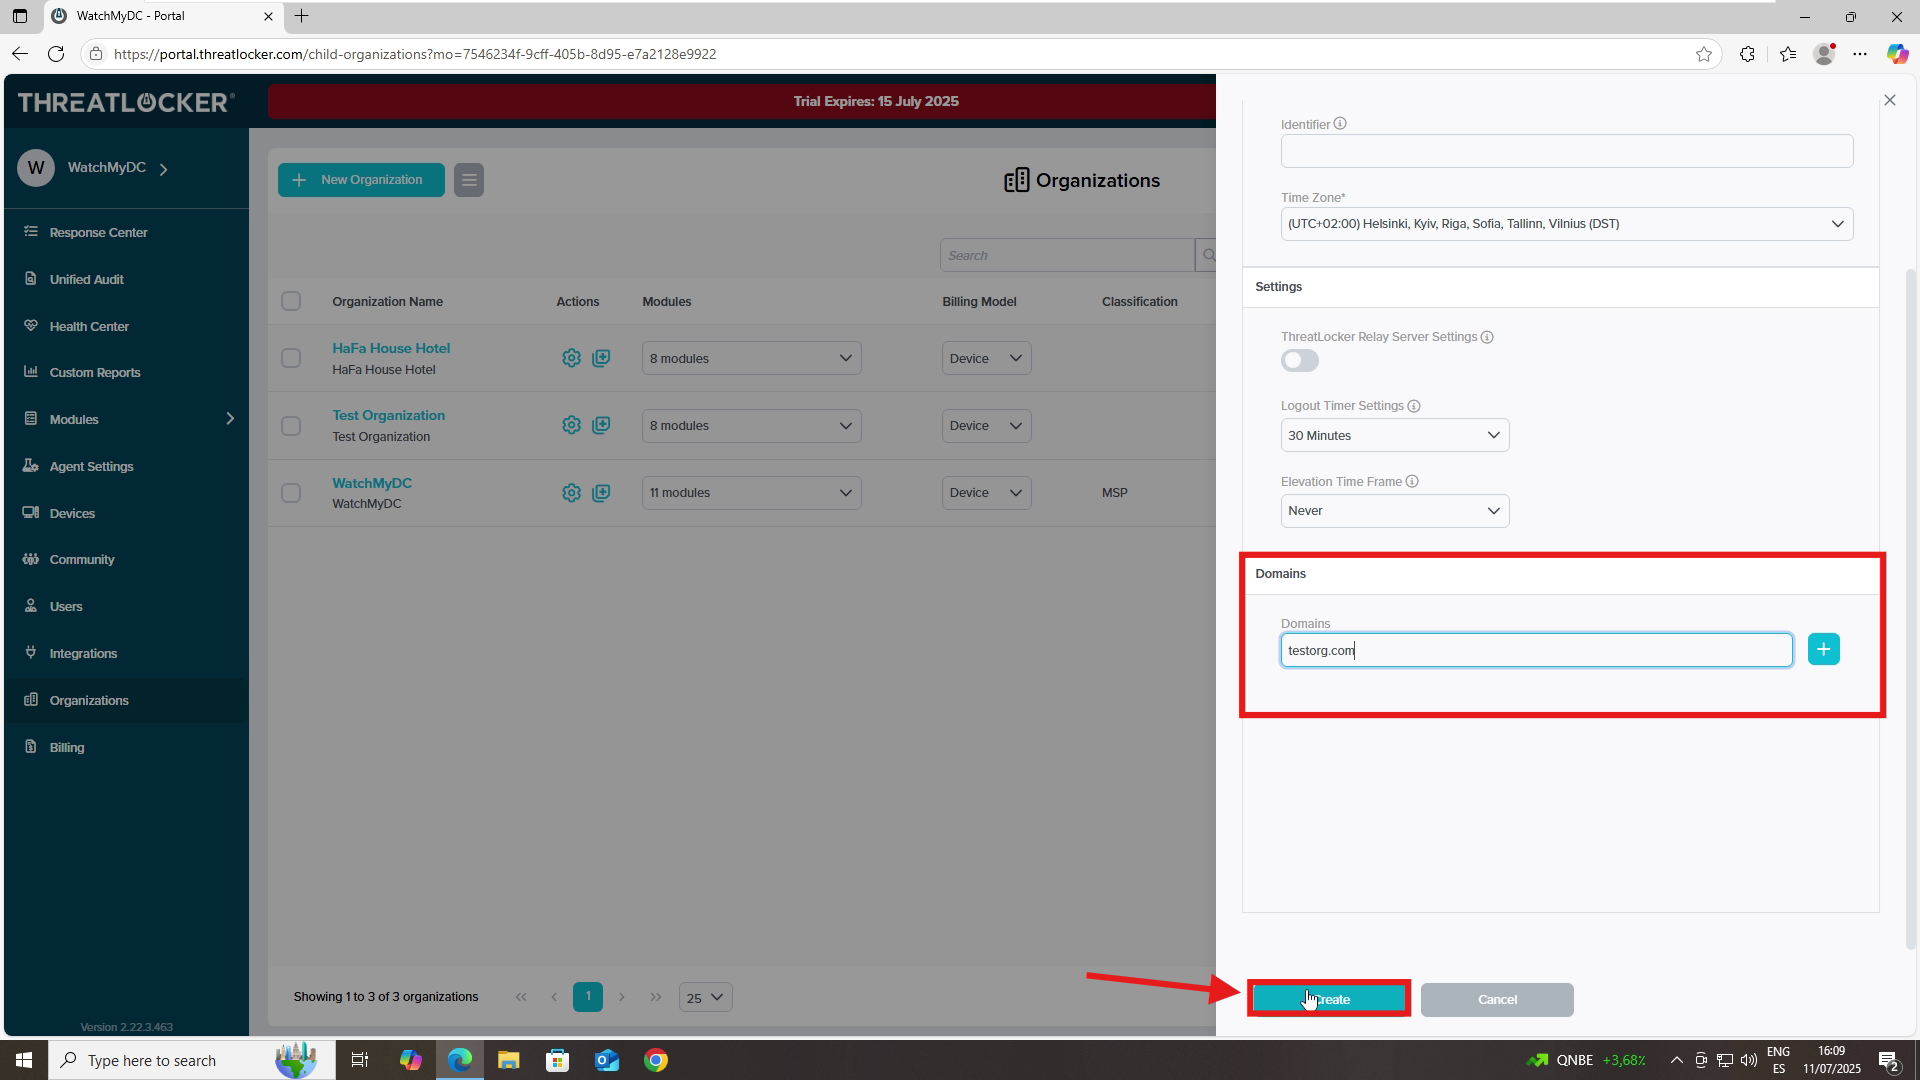 WatchMyDC - Portal
https://portal.threatlocker.com/child-organizations?mo=7546234f-9cff-405b-8d95-e7a2128e9922
THREATLOCKER®
Trial Expires: 15 July 2025
W WatchMyDC
Response Center
Unified Audit
Health Center
Custom Reports
Modules
Agent Settings
Devices
Community
Users
Integrations
Organizations
Billing
Version 2.22.3.463
New Organization
Organizations
Search
Organization Name Actions Modules Billing Model Classification
HaFa House Hotel
HaFa House Hotel
8 modules Device
Test Organization
Test Organization
8 modules Device
WatchMyDC
WatchMyDC
11 modules Device MSP
Showing 1 to 3 of 3 organizations
1
25
Identifier
Time Zone*
(UTC+02:00) Helsinki, Kyiv, Riga, Sofia, Tallinn, Vilnius (DST)
Settings
ThreatLocker Relay Server Settings
Logout Timer Settings
30 Minutes
Elevation Time Frame
Never
Domains
Domains
testorg.com
Create Cancel
Type here to search
QNBE +3,68%
ENG
ES
16:09
11/07/2025
2